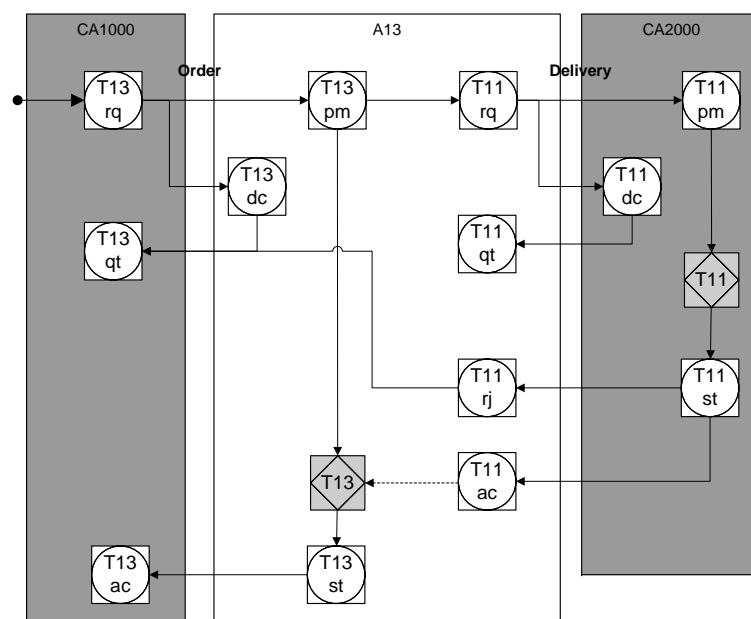 CA1000
A13
CA2000
Order
Delivery
T13
rq
T13
pm
T11
rq
T11
pm
T13
dc
T11
dc
T13
qt
T11
qt
T11
T11
rj
T11
st
T13
T11
ac
T13
ac
T13
st